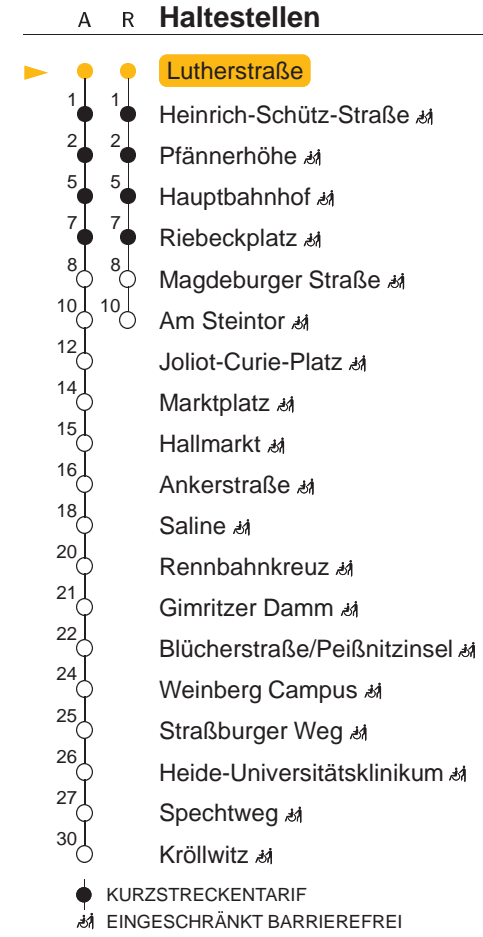 A R Haltestellen
Lutherstraße
1 1 Heinrich-Schütz-Straße
2 2 Pfännerhöhe
5 5 Hauptbahnhof
7 7 Riebeckplatz
8 8 Magdeburger Straße
10 10 Am Steintor
12 Joliot-Curie-Platz
14 Marktplatz
15 Hallmarkt
16 Ankerstraße
18 Saline
20 Rennbahnkreuz
21 Gimritzer Damm
22 Blücherstraße/Peißnitzinsel
24 Weinberg Campus
25 Straßburger Weg
26 Heide-Universitätsklinikum
27 Spechtweg
30 Kröllwitz
KURZSTRECKENTARIF
EINGESCHRÄNKT BARRIEREFREI